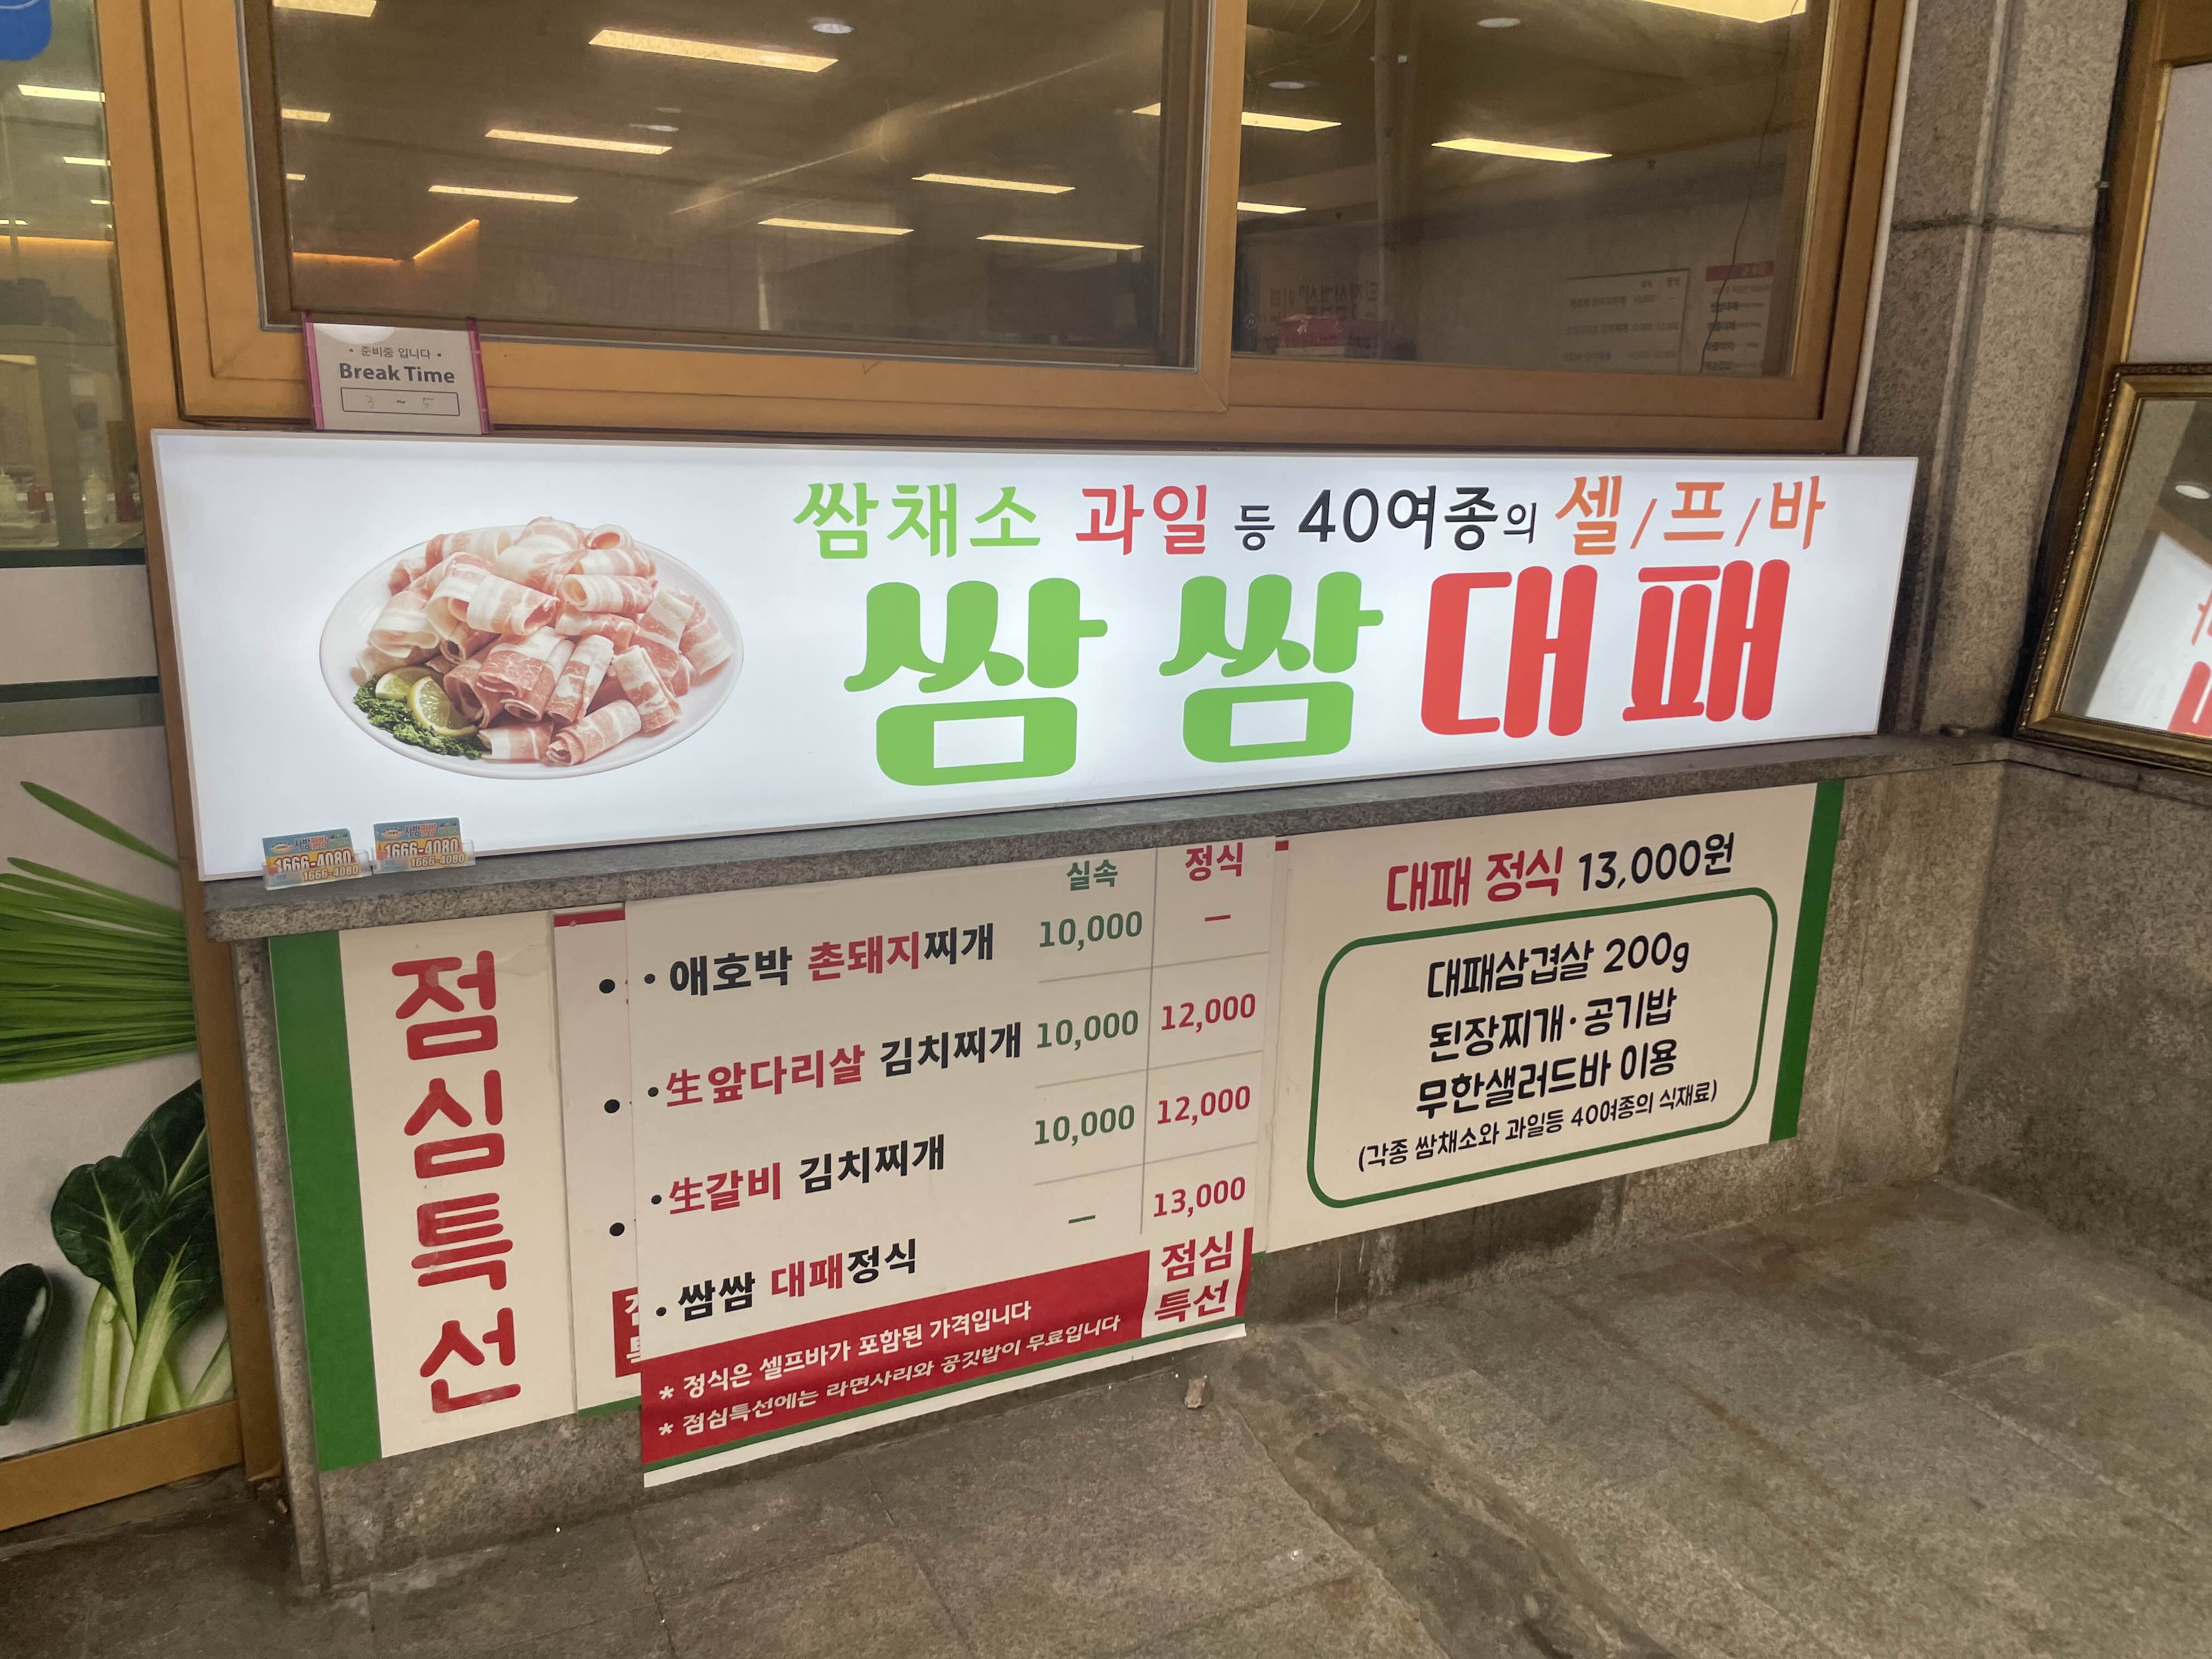 • 준비중 입니다 •
Break Time
3 ~ 5
쌈채소 과일 등 40여종의 셀/프/바
쌈쌈대패
1666-4080
1666-4080
1666-4080
1666-4080
점심특선
실속 정식
• 애호박 촌돼지찌개 10,000 —
• 生앞다리살 김치찌개 10,000 12,000
• 生갈비 김치찌개 10,000 12,000
• 쌈쌈 대패정식 — 13,000
* 정식은 셀프바가 포함된 가격입니다
* 점심특선에는 라면사리와 공깃밥이 무료입니다
점심
특선
대패 정식 13,000원
대패삼겹살 200g
된장찌개·공기밥
무한샐러드바 이용
(각종 쌈채소와 과일등 40여종의 식재료)